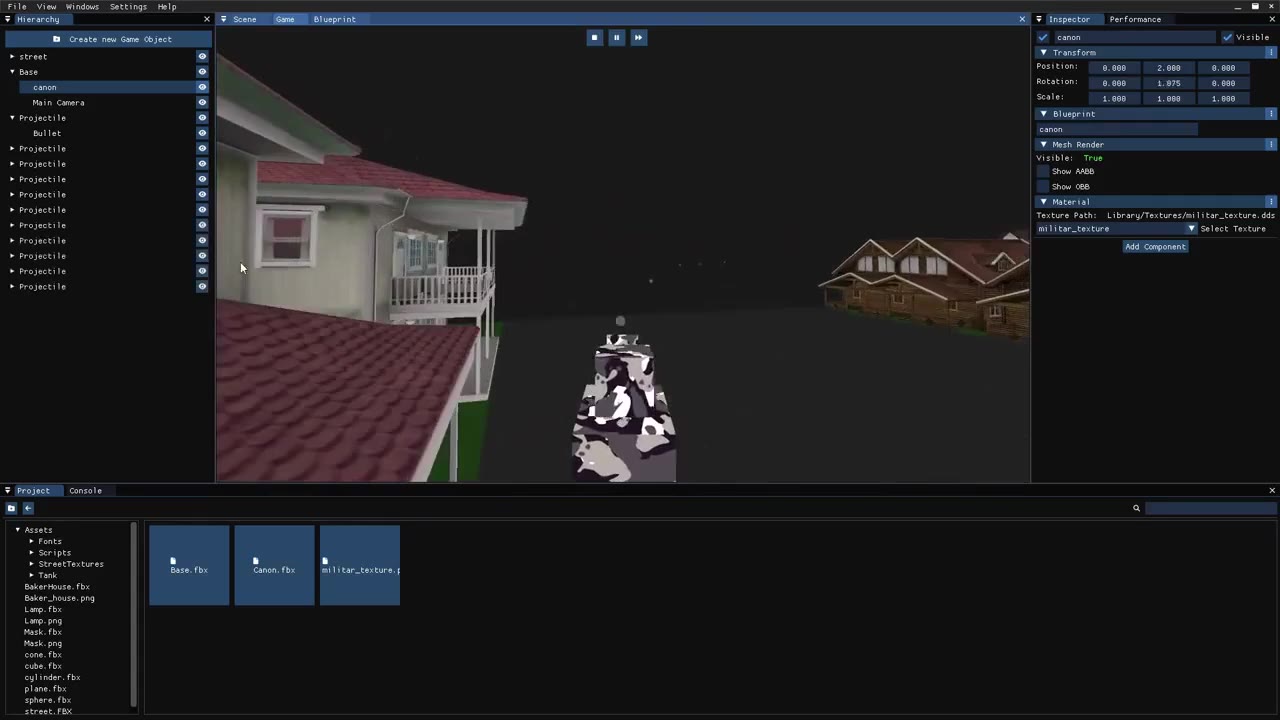 File View Windows Settings Help
Hierarchy
Scene Game Blueprint
Inspector Performance
Create new Game Object
street
Base
canon
Main Camera
Projectile
Bullet
Projectile
Projectile
Projectile
Projectile
Projectile
Projectile
Projectile
Projectile
Projectile
Projectile
canon Visible
Transform
Position: 0.000 2.000 0.000
Rotation: 0.000 1.975 0.000
Scale: 1.000 1.000 1.000
Blueprint
canon
Mesh Render
Visible: True
Show AABB
Show OBB
Material
Texture Path: Library/Textures/militar_texture.dds
militar_texture Select Texture
Add Component
Project Console
Assets
Fonts
Scripts
StreetTextures
Tank
BakerHouse.fbx
Baker_house.png
Lamp.fbx
Lamp.png
Mask.fbx
Mask.png
cone.fbx
cube.fbx
cylinder.fbx
plane.fbx
sphere.fbx
street.FBX
Base.fbx
Canon.fbx
militar_texture.p